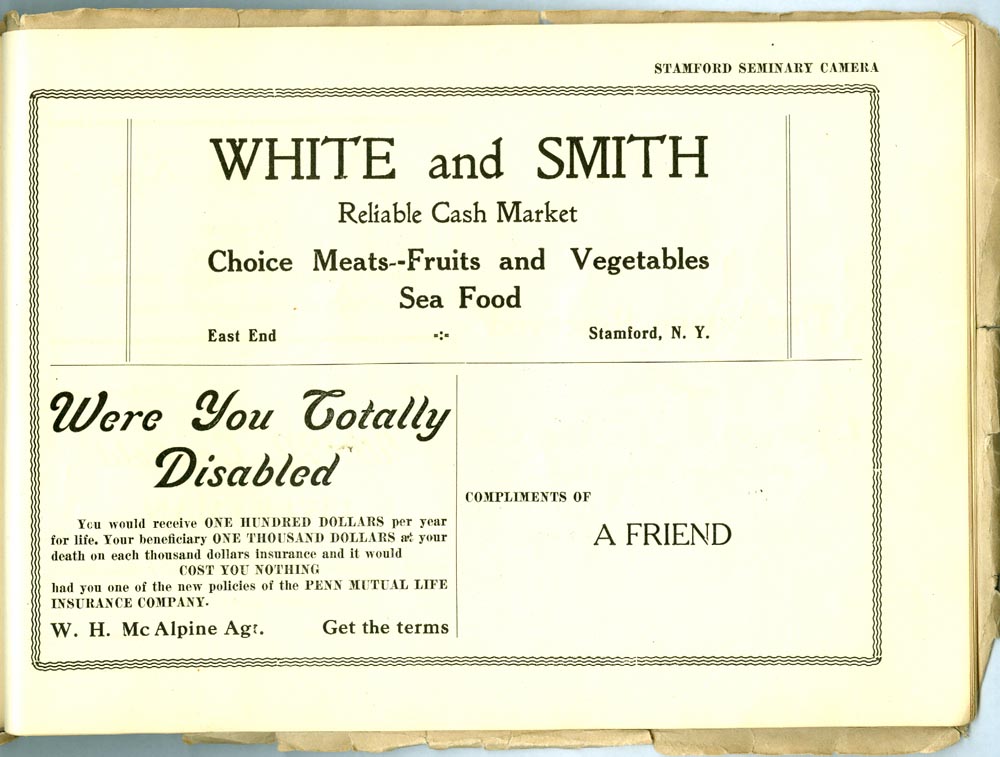 STAMFORD SEMINARY CAMERA
WHITE and SMITH
Reliable Cash Market
Choice Meats--Fruits and Vegetables
Sea Food
East End -:- Stamford, N. Y.
Were You Totally
Disabled
You would receive ONE HUNDRED DOLLARS per year
for life. Your beneficiary ONE THOUSAND DOLLARS at your
death on each thousand dollars insurance and it would
COST YOU NOTHING
had you one of the new policies of the PENN MUTUAL LIFE
INSURANCE COMPANY.
W. H. McAlpine Agt. Get the terms
COMPLIMENTS OF
A FRIEND